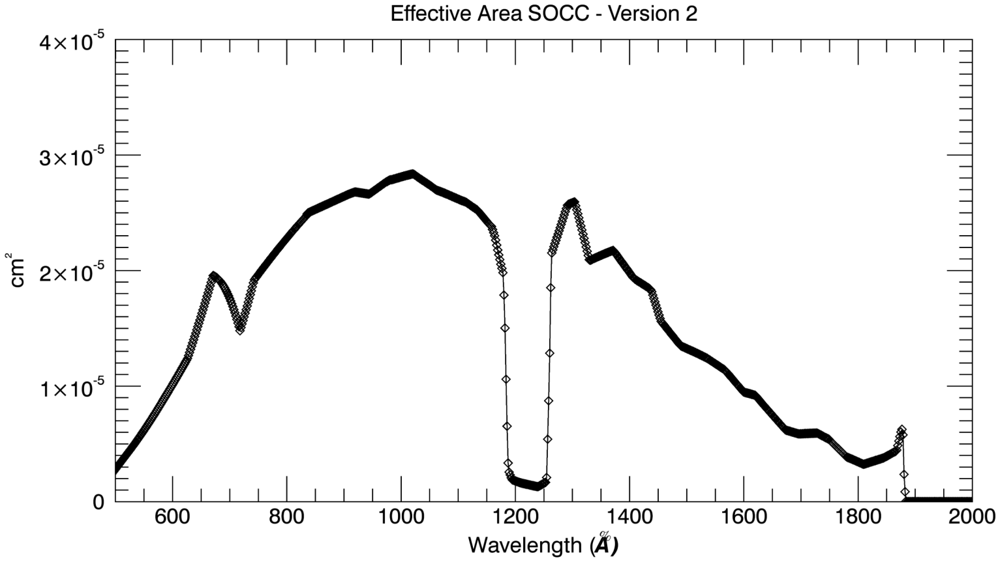 Effective Area SOCC - Version 2
4×10⁻⁵
3×10⁻⁵
2×10⁻⁵
1×10⁻⁵
0
cm²
600 800 1000 1200 1400 1600 1800 2000
Wavelength (Å)